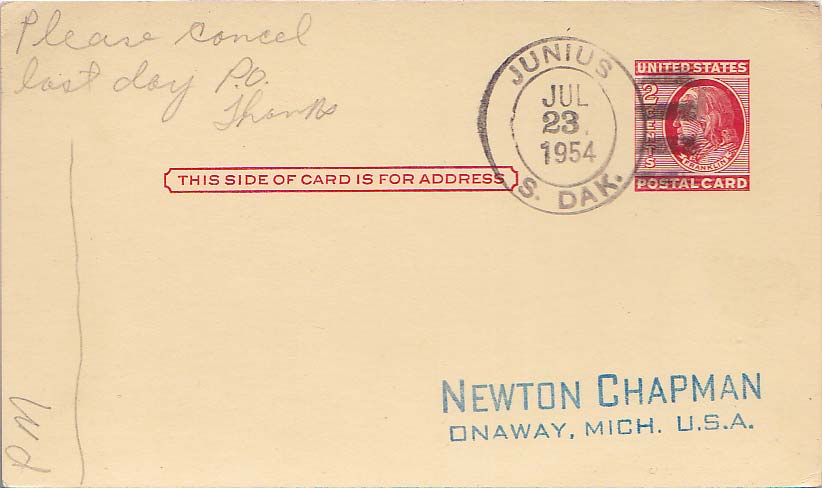 Please cancel
last day P.O.
Thanks
JUNIUS
JUL
23
1954
S. DAK.
UNITED STATES
2 CENTS
FRANKLIN
POSTAL CARD
THIS SIDE OF CARD IS FOR ADDRESS
NEWTON CHAPMAN
ONAWAY, MICH. U.S.A.